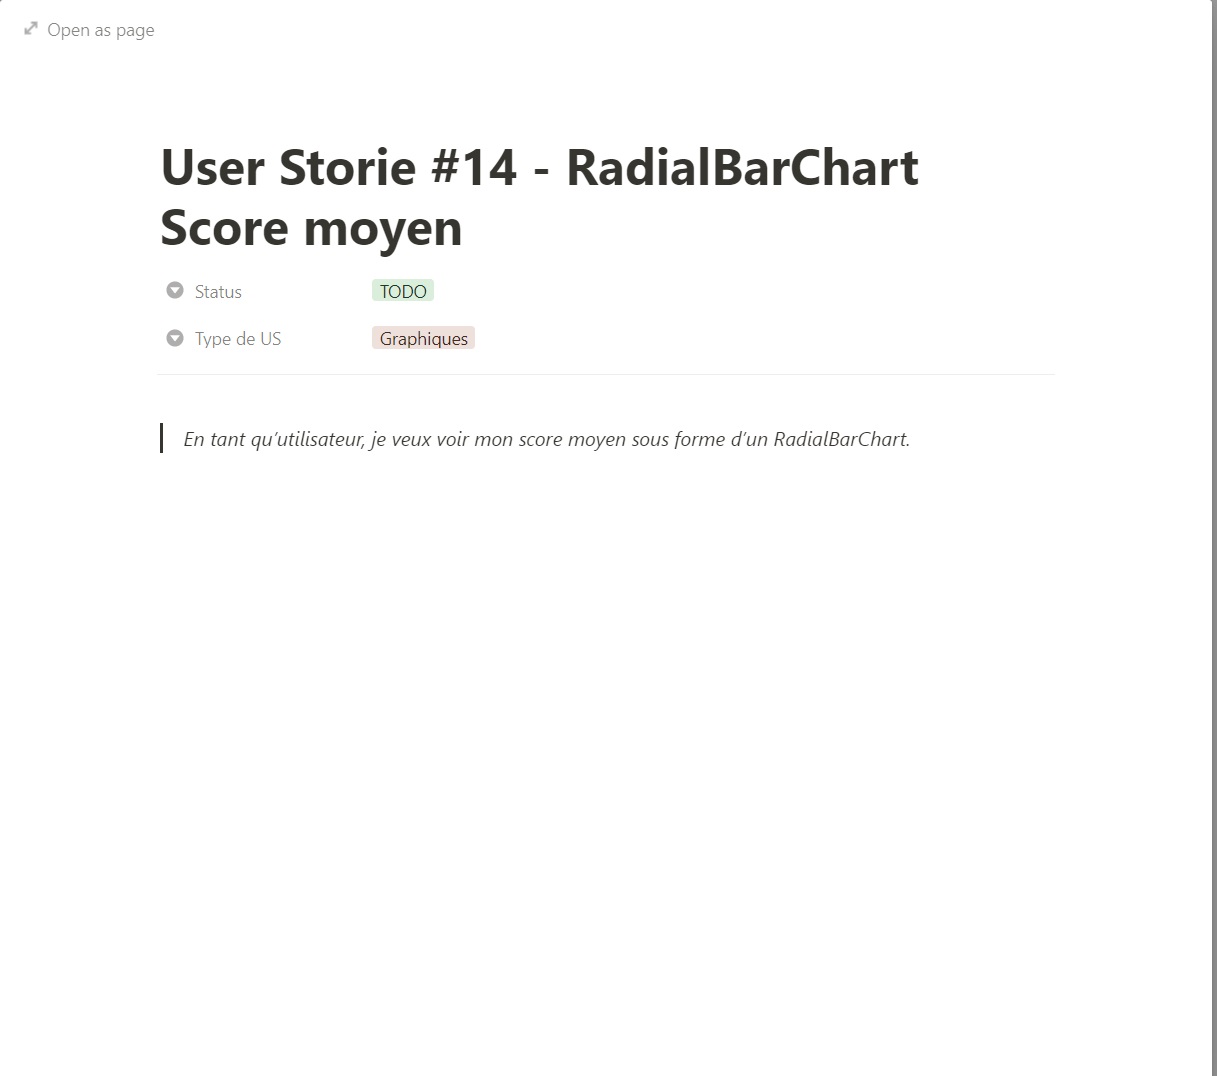 Open as page
User Storie #14 - RadialBarChart
Score moyen
Status TODO
Type de US Graphiques
En tant qu’utilisateur, je veux voir mon score moyen sous forme d’un RadialBarChart.